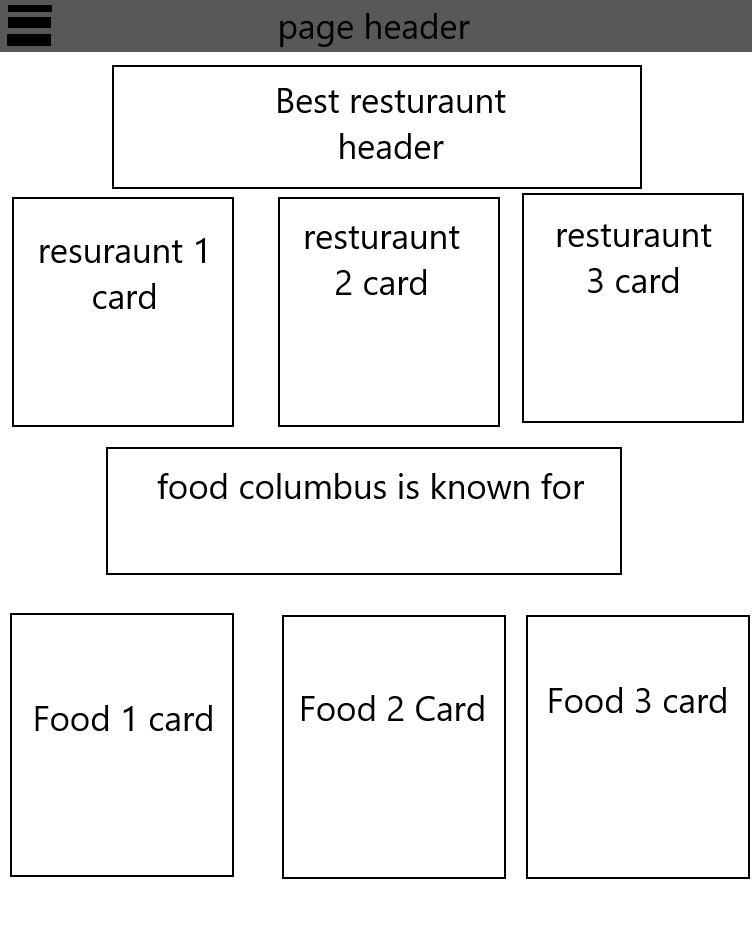 page header
Best resturaunt
header
resuraunt 1
card
resturaunt
2 card
resturaunt
3 card
food columbus is known for
Food 1 card
Food 2 Card
Food 3 card